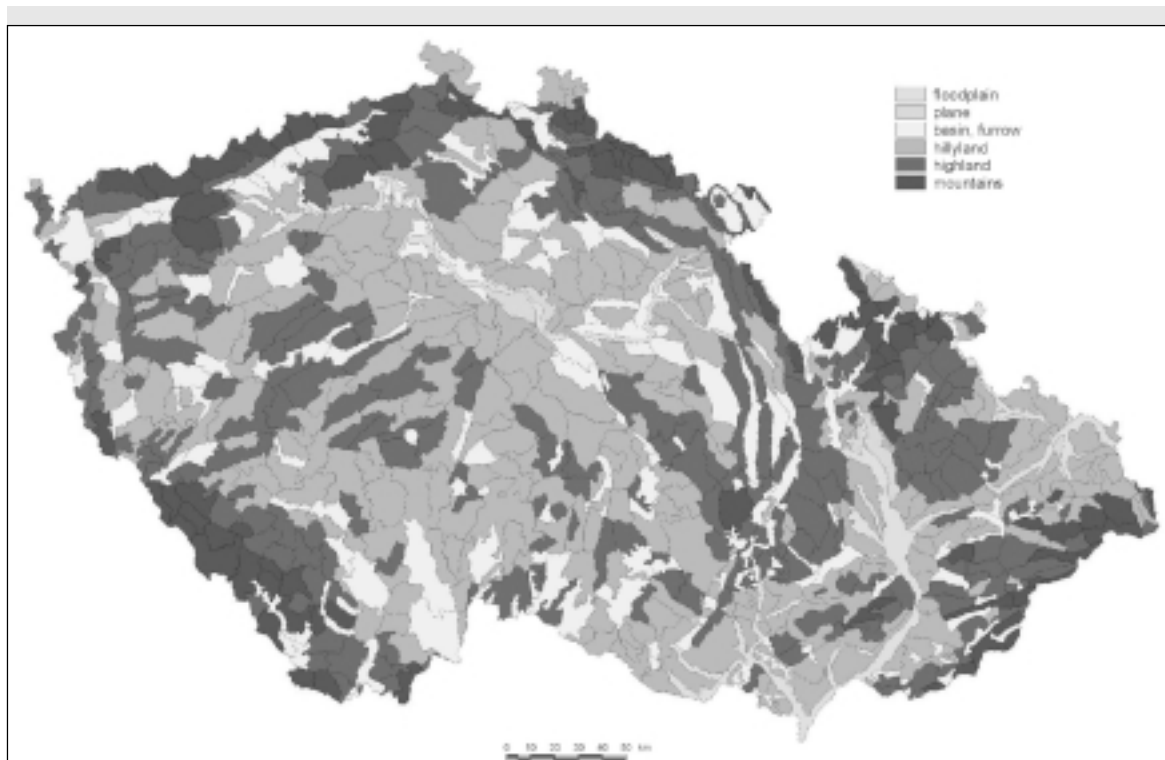 floodplain
plane
basin, furrow
hillyland
highland
mountains
0 10 20 30 40 50 km